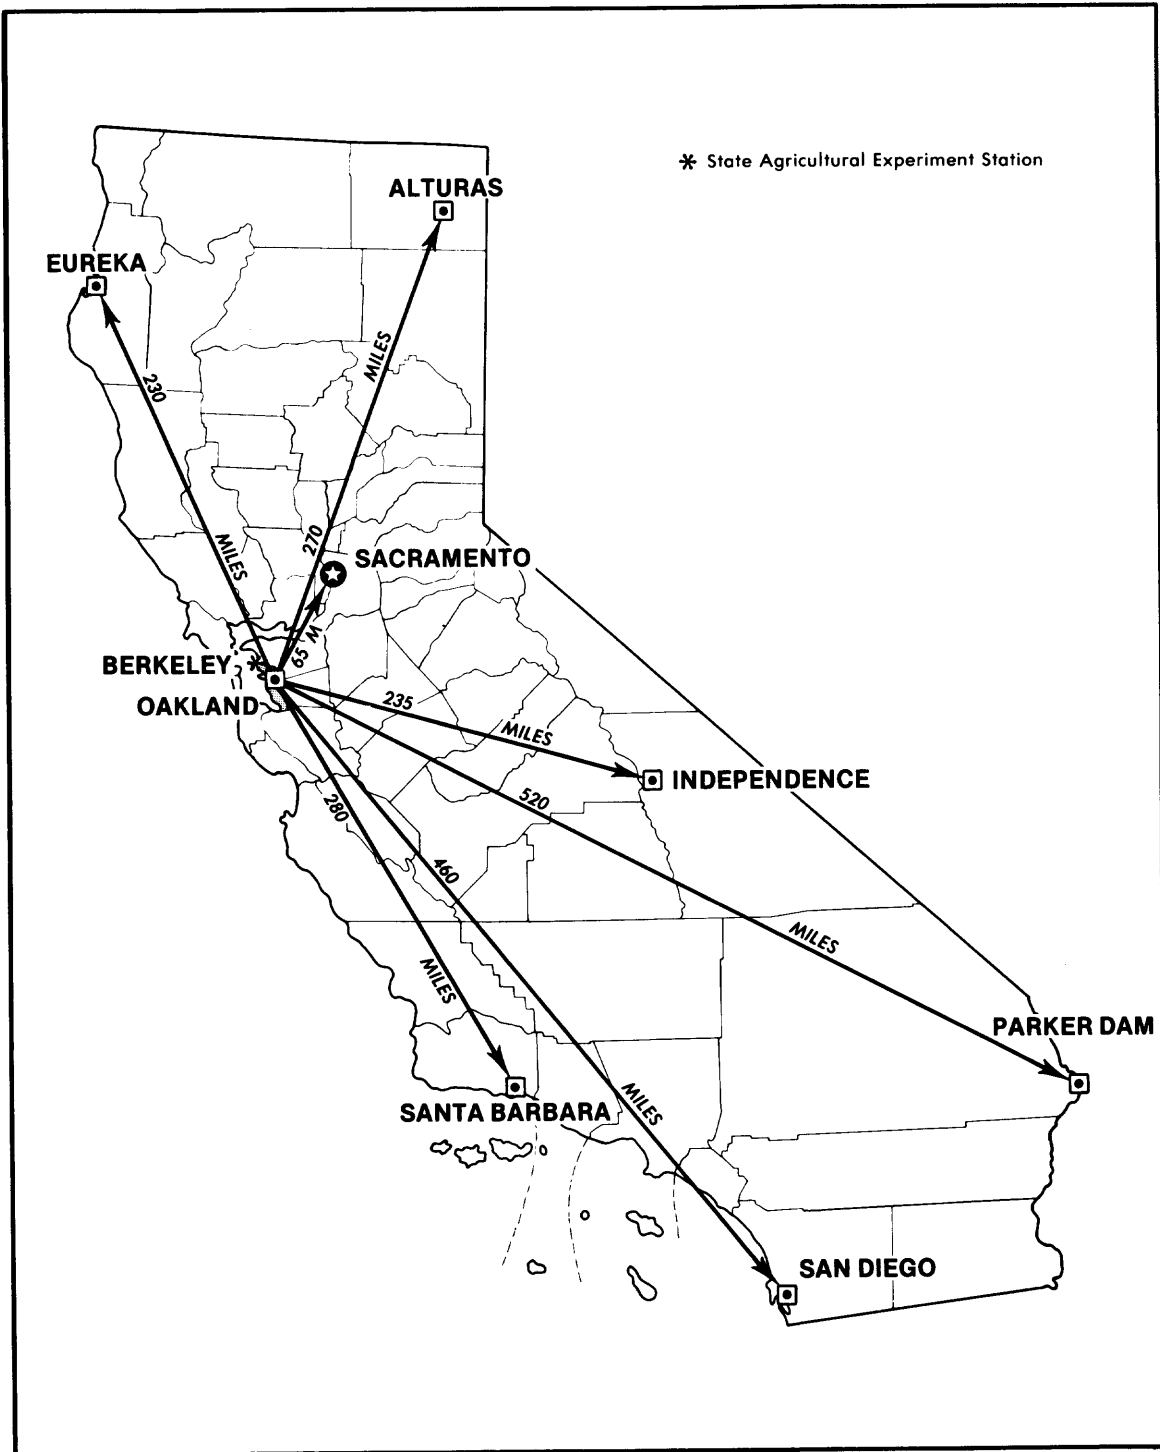 * State Agricultural Experiment Station
ALTURAS
EUREKA
MILES
230
270
MILES
SACRAMENTO
65 M
BERKELEY *
OAKLAND
235
MILES
INDEPENDENCE
520
280
460
MILES
MILES
PARKER DAM
SANTA BARBARA
MILES
SAN DIEGO